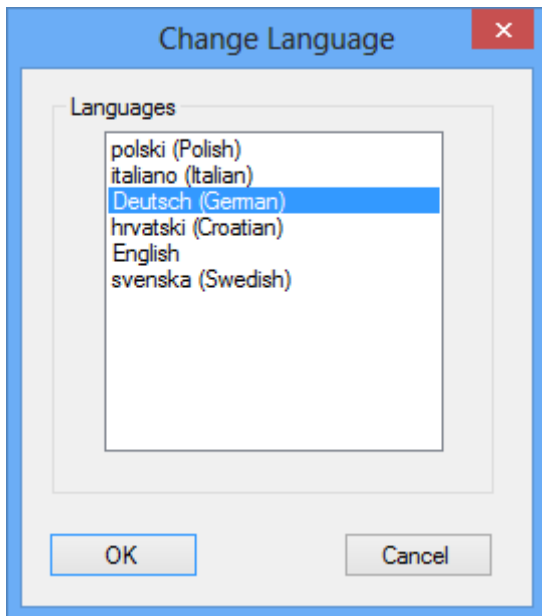 Change Language
Languages
polski (Polish)
italiano (Italian)
Deutsch (German)
hrvatski (Croatian)
English
svenska (Swedish)
OK
Cancel